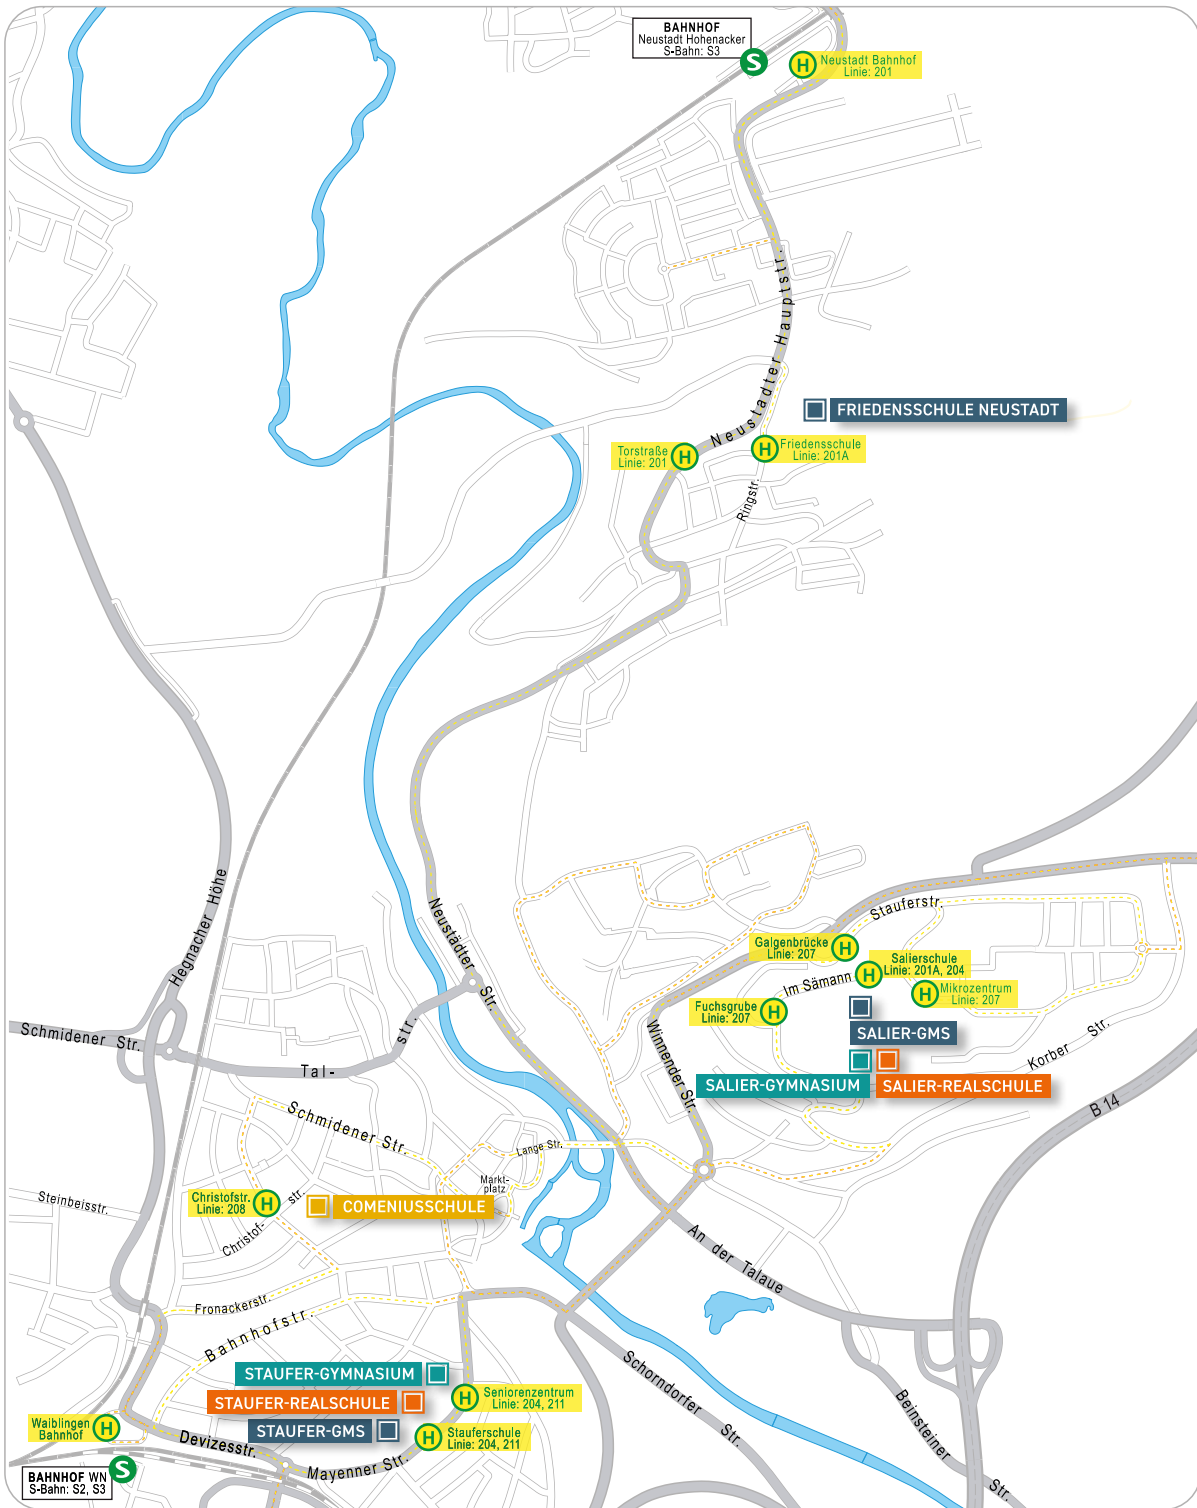 BAHNHOF
Neustadt Hohenacker
S-Bahn: S3
S
H
Neustadt Bahnhof
Linie: 201
Neustadter Hauptstr.
FRIEDENSSCHULE NEUSTADT
Torstraße
Linie: 201
H
H
Friedensschule
Linie: 201A
Ringstr.
Hegnacher Höhe
Neustädter Str.
Stauferstr.
Galgenbrücke
Linie: 207
H
Salierschule
Linie: 201A, 204
H
Im Sämann
Mikrozentrum
Linie: 207
H
Fuchsgrube
Linie: 207
H
SALIER-GMS
SALIER-GYMNASIUM
SALIER-REALSCHULE
Korber Str.
B 14
Winnender Str.
Schmidener Str.
Tal-
str.
Schmidener Str.
Lange Str.
Markt-
platz
Steinbeisstr.
Christofstr.
Linie: 208
H
Christof-
str.
COMENIUSSCHULE
An der Talaue
Fronackerstr.
Bahnhofstr.
STAUFER-GYMNASIUM
STAUFER-REALSCHULE
STAUFER-GMS
H
Seniorenzentrum
Linie: 204, 211
H
Stauferschule
Linie: 204, 211
Schorndorfer Str.
Beinsteiner Str.
Waiblingen
Bahnhof
H
Devizesstr.
Mayenner Str.
BAHNHOF WN
S-Bahn: S2, S3
S